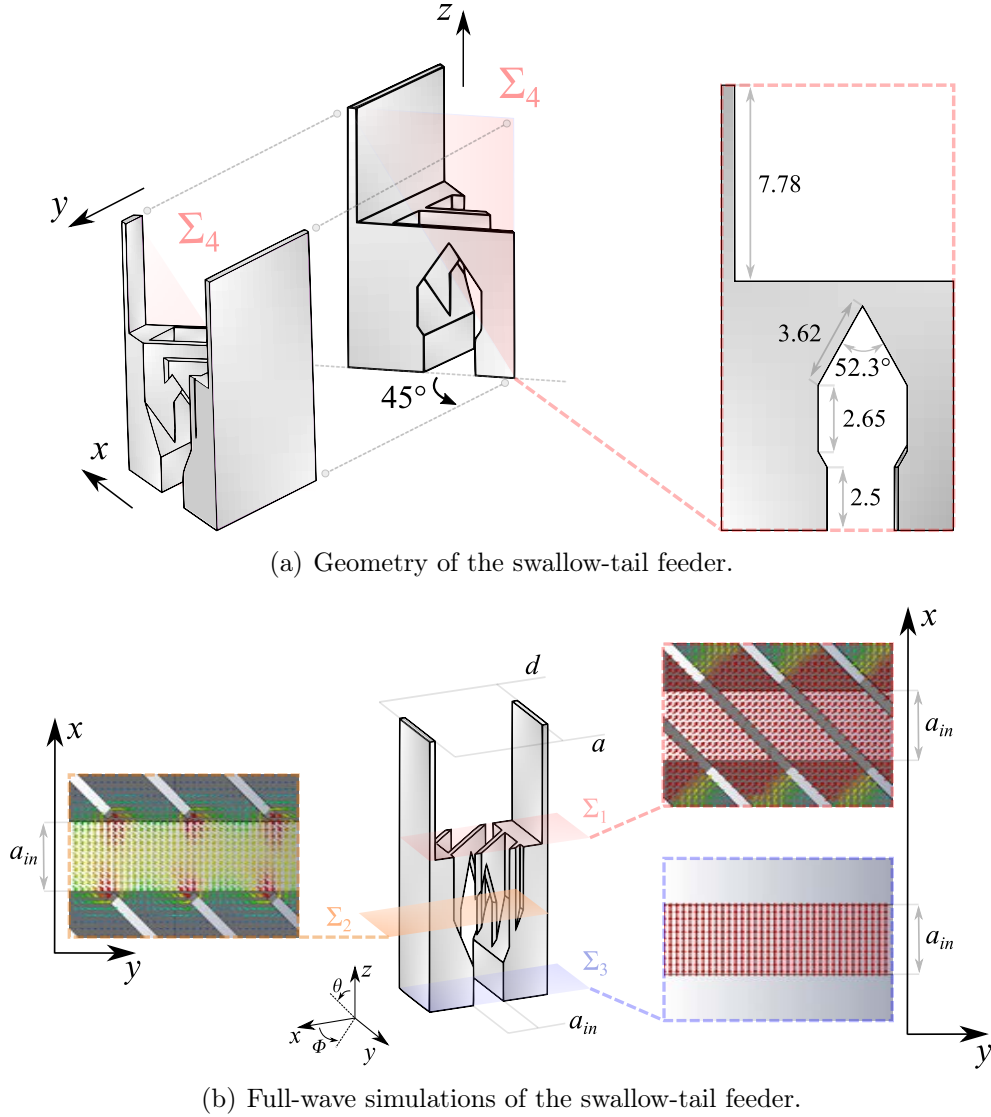 z
Σ4
Σ4
y
7.78
3.62
52.3°
2.65
45°
x
2.5
(a) Geometry of the swallow-tail feeder.
x
d
a_in
x
a
Σ1
a_in
Σ2
Σ3
a_in
y
z
θ
x
Φ
y
a_in
y
(b) Full-wave simulations of the swallow-tail feeder.